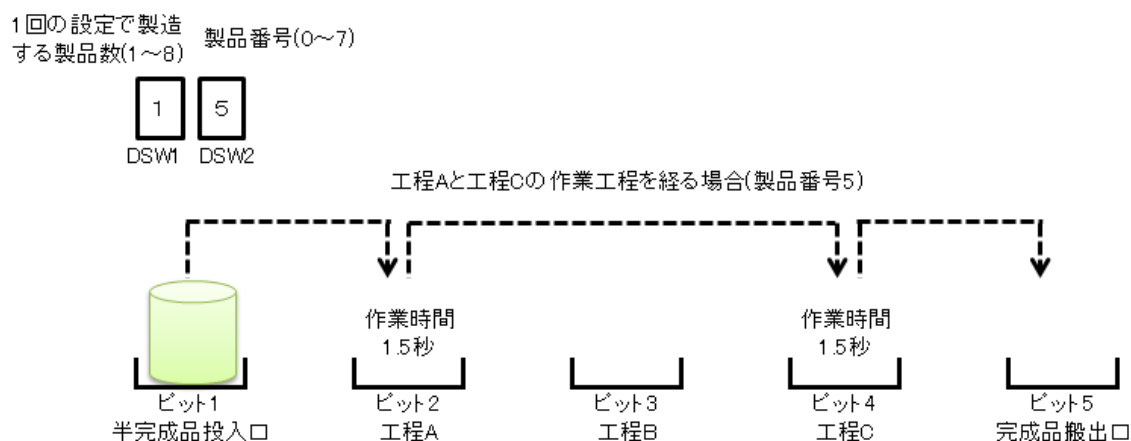 1回の設定で製造
する製品数(1～8)
製品番号(0～7)
1
5
DSW1
DSW2
工程Aと工程Cの作業工程を経る場合(製品番号5)
作業時間
1.5秒
作業時間
1.5秒
ピット1
半完成品投入口
ピット2
工程A
ピット3
工程B
ピット4
工程C
ピット5
完成品搬出口